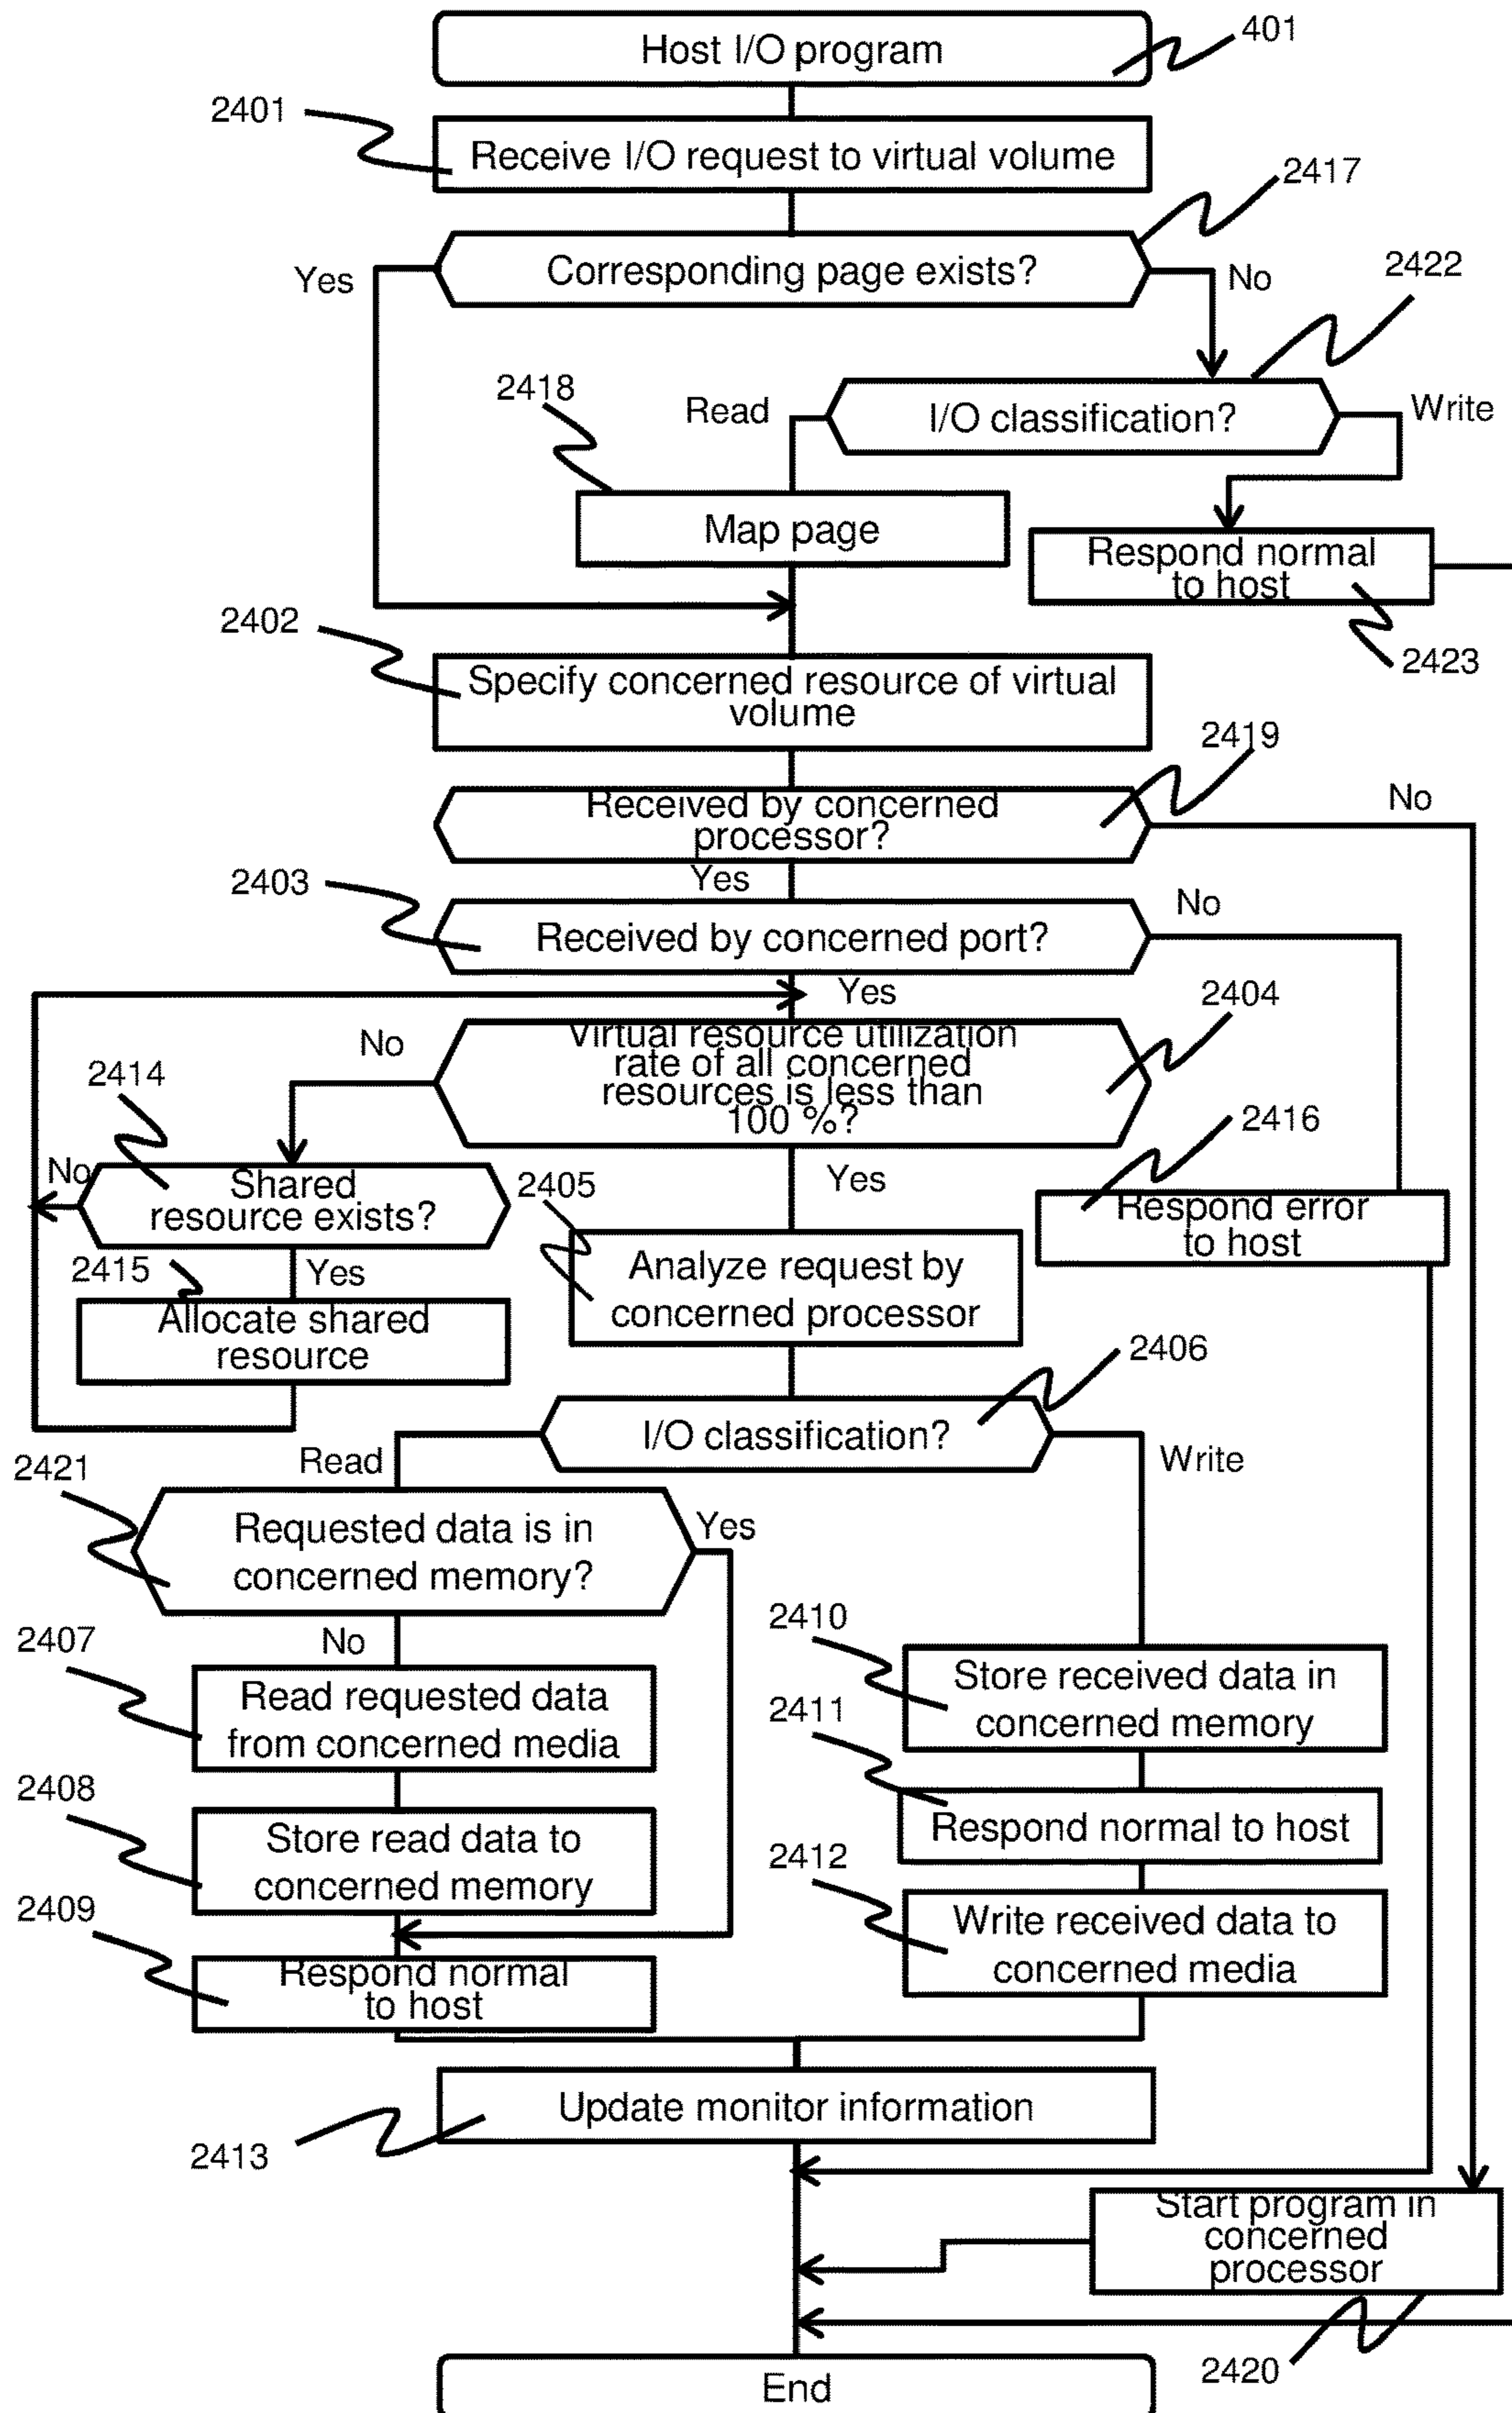 Host I/O program
401
2401
Receive I/O request to virtual volume
2417
Corresponding page exists?
Yes
No
2422
2418
Read
I/O classification?
Write
Map page
Respond normal
to host
2423
2402
Specify concerned resource of virtual
volume
2419
Received by concerned
processor?
No
Yes
2403
Received by concerned port?
No
Yes
2404
No
Virtual resource utilization
rate of all concerned
resources is less than
100 %?
2414
2416
No
Shared
resource exists?
Yes
2405
Respond error
to host
2415
Yes
Analyze request by
concerned processor
Allocate shared
resource
2406
I/O classification?
Read
Write
2421
Requested data is in
concerned memory?
Yes
No
2407
Read requested data
from concerned media
2410
Store received data in
concerned memory
2411
2408
Store read data to
concerned memory
Respond normal to host
2412
2409
Write received data to
concerned media
Respond normal
to host
Update monitor information
2413
Start program in
concerned
processor
2420
End